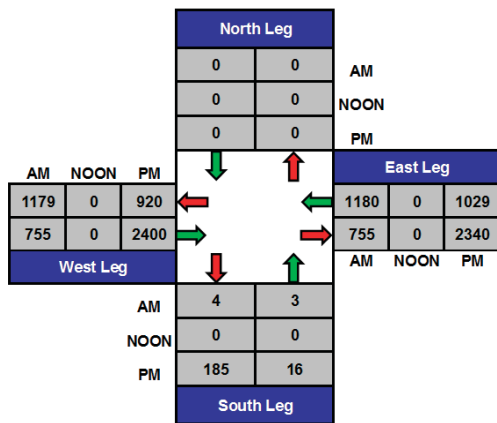 North Leg
0 0 AM
0 0 NOON
0 0 PM
AM NOON PM East Leg
1179 0 920 1180 0 1029
755 0 2400 755 0 2340
West Leg AM NOON PM
AM 4 3
NOON 0 0
PM 185 16
South Leg